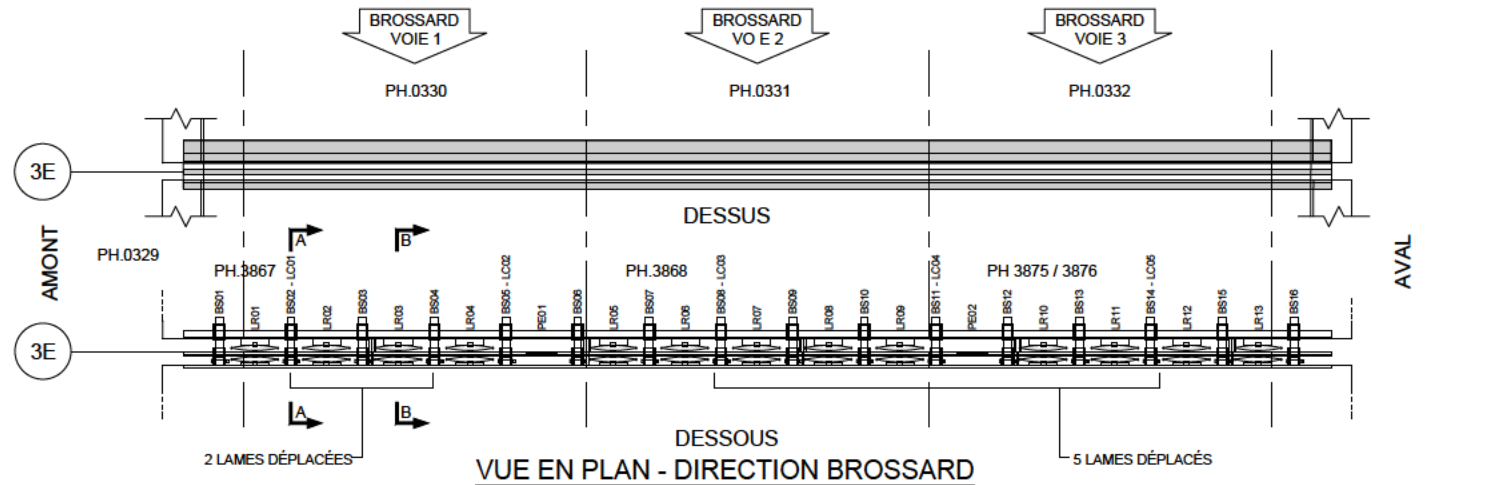 BROSSARD
VOIE 1
BROSSARD
VO E 2
BROSSARD
VOIE 3
PH.0330
PH.0331
PH.0332
3E
DESSUS
AMONT
AVAL
PH.0329
A
B
PH.3867
PH.3868
PH 3875 / 3876
BS01
LR01
BS02 - LC01
LR02
BS03
LR03
BS04
LR04
BS05 - LC02
PE01
BS06
LR05
BS07
LR06
BS08 - LC03
LR07
BS09
LR08
BS10
LR09
BS11 - LC04
PE02
BS12
LR10
BS13
LR11
BS14 - LC05
LR12
BS15
LR13
BS16
3E
A
B
DESSOUS
2 LAMES DÉPLACÉES
5 LAMES DÉPLACÉS
VUE EN PLAN - DIRECTION BROSSARD